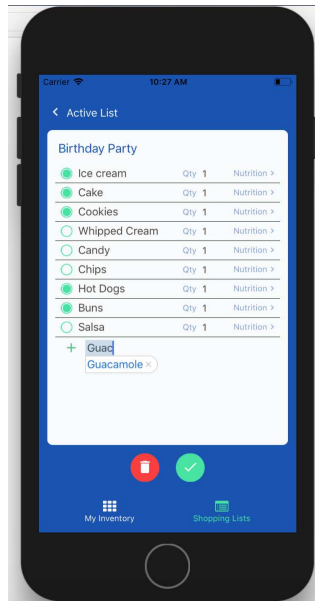 Carrier 10:27 AM
< Active List
Birthday Party
Ice cream Qty 1 Nutrition >
Cake Qty 1 Nutrition >
Cookies Qty 1 Nutrition >
Whipped Cream Qty 1 Nutrition >
Candy Qty 1 Nutrition >
Chips Qty 1 Nutrition >
Hot Dogs Qty 1 Nutrition >
Buns Qty 1 Nutrition >
Salsa Qty 1 Nutrition >
+ Guac
Guacamole ×
My Inventory Shopping Lists